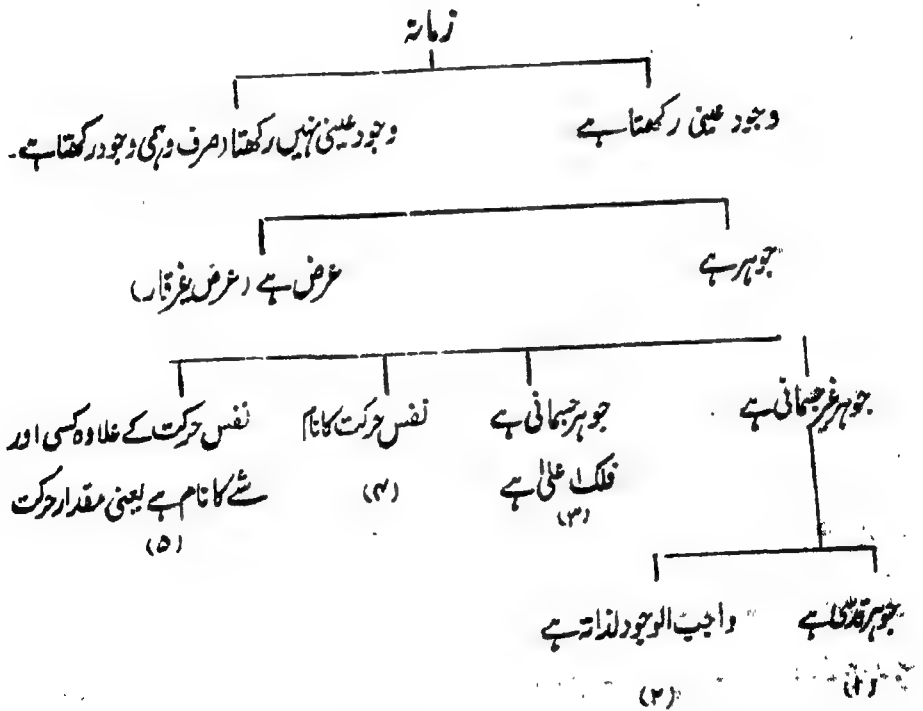 زمانہ
وجود عینی رکھتا ہے
وجود عینی نہیں رکھتا (صرف وہمی وجود رکھتا ہے۔
جوہر ہے
عرض ہے (عرض غیر قار)
جوہر غیر جسمانی ہے
جوہر جسمانی ہے
فلک اعلیٰ ہے
(۳)
نفس حرکت کا نام
(۴)
نفس حرکت کے علاوہ کسی اور
شے کا نام ہے یعنی مقدار حرکت
(۵)
جوہر قدسی ہے
(۱)
واجب الوجود لذاتہ ہے
(۲)